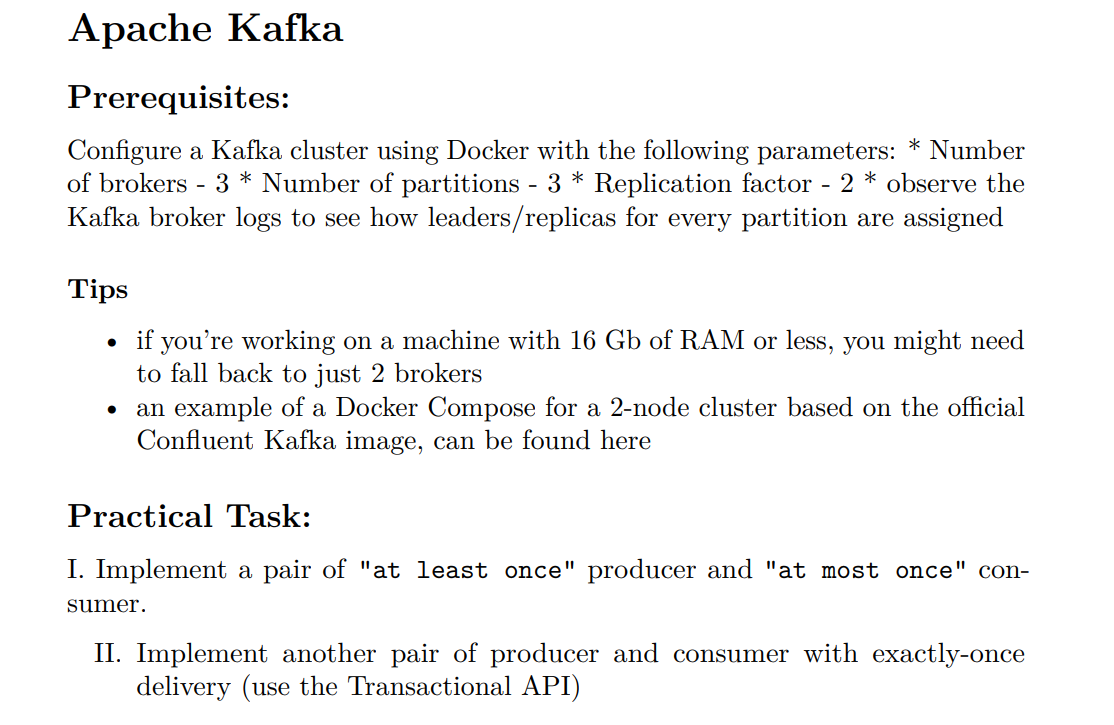 Apache Kafka
Prerequisites:
Configure a Kafka cluster using Docker with the following parameters: * Number
of brokers - 3 * Number of partitions - 3 * Replication factor - 2 * observe the
Kafka broker logs to see how leaders/replicas for every partition are assigned
Tips
• if you're working on a machine with 16 Gb of RAM or less, you might need
to fall back to just 2 brokers
• an example of a Docker Compose for a 2-node cluster based on the official
Confluent Kafka image, can be found here
Practical Task:
I. Implement a pair of "at least once" producer and "at most once" con-
sumer.
II. Implement another pair of producer and consumer with exactly-once
delivery (use the Transactional API)